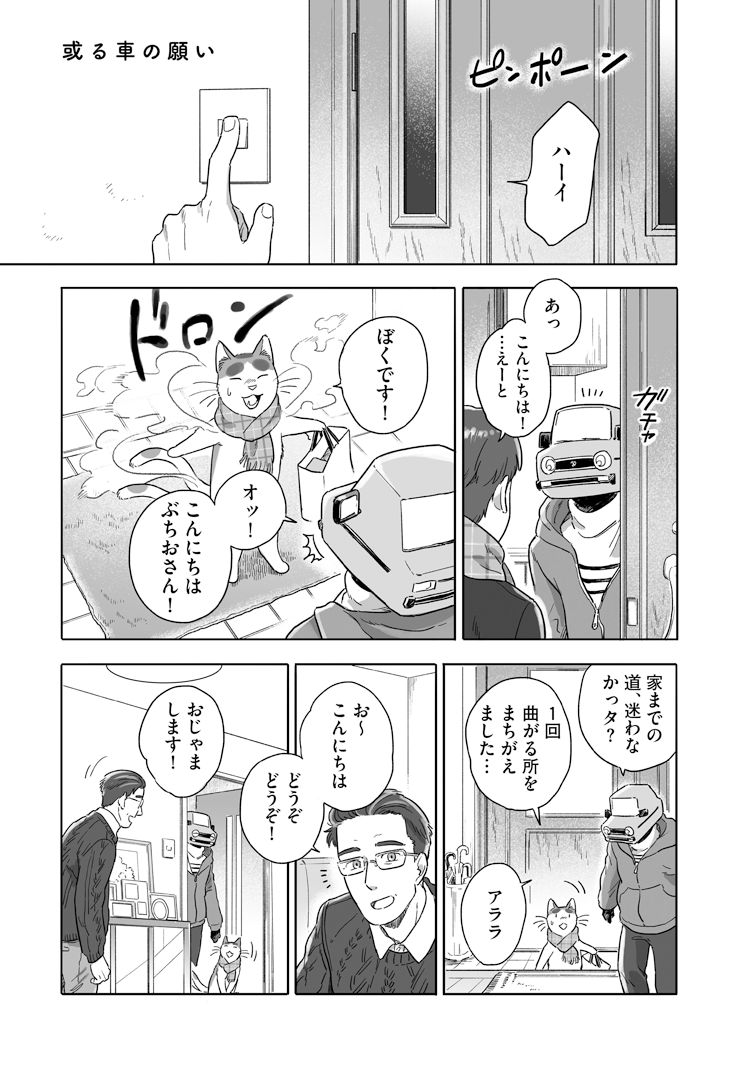 或る車の願い
ピンポーン
ハーイ
ガチャ
あっ
こんにちは!
…えーと
ぼくです!
ドロン
オッ!
こんにちは
ぶちおさん!
家までの
道、迷わな
かっタ?
1回
曲がる所を
まちがえ
ました…
アララ
お〜
こんにちは
どうぞ
どうぞ!
おじゃま
します!